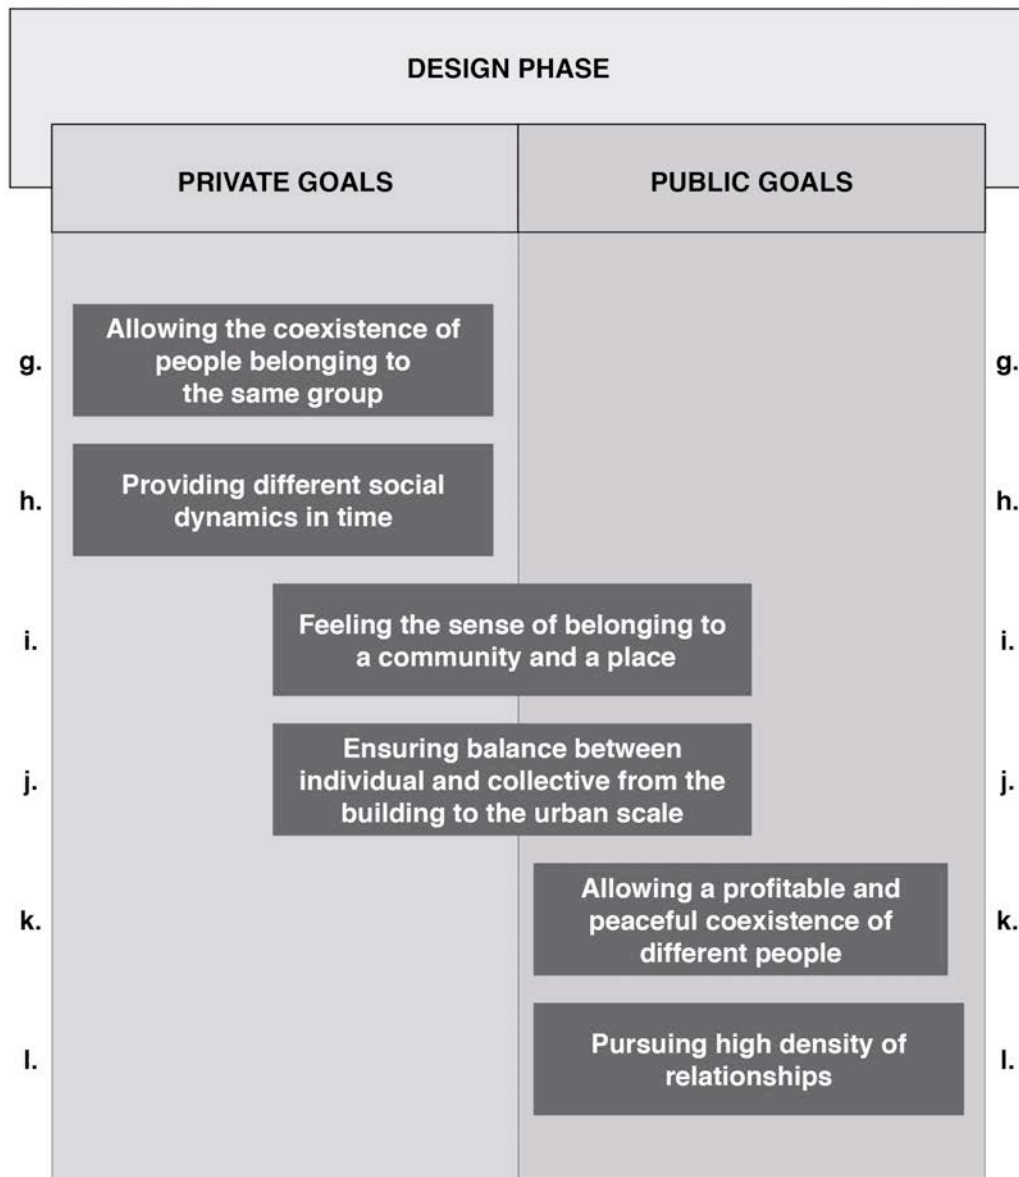 DESIGN PHASE
PRIVATE GOALS
PUBLIC GOALS
g.
Allowing the coexistence of
people belonging to
the same group
g.
h.
Providing different social
dynamics in time
h.
i.
Feeling the sense of belonging to
a community and a place
i.
j.
Ensuring balance between
individual and collective from the
building to the urban scale
j.
k.
Allowing a profitable and
peaceful coexistence of
different people
k.
l.
Pursuing high density of
relationships
l.